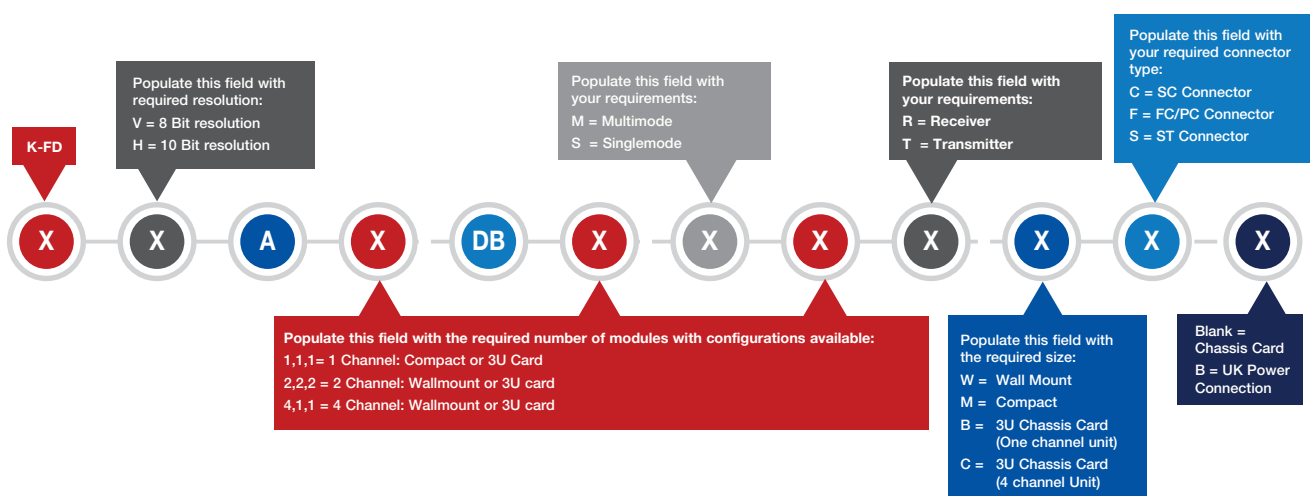 K-FD
Populate this field with
required resolution:
V = 8 Bit resolution
H = 10 Bit resolution
Populate this field with
your requirements:
M = Multimode
S = Singlemode
Populate this field with
your requirements:
R = Receiver
T = Transmitter
Populate this field with
your required connector
type:
C = SC Connector
F = FC/PC Connector
S = ST Connector
X X A X DB X X X X X X X
Populate this field with the required number of modules with configurations available:
1,1,1= 1 Channel: Compact or 3U Card
2,2,2 = 2 Channel: Wallmount or 3U card
4,1,1 = 4 Channel: Wallmount or 3U card
Populate this field with
the required size:
W = Wall Mount
M = Compact
B = 3U Chassis Card
(One channel unit)
C = 3U Chassis Card
(4 channel Unit)
Blank =
Chassis Card
B = UK Power
Connection